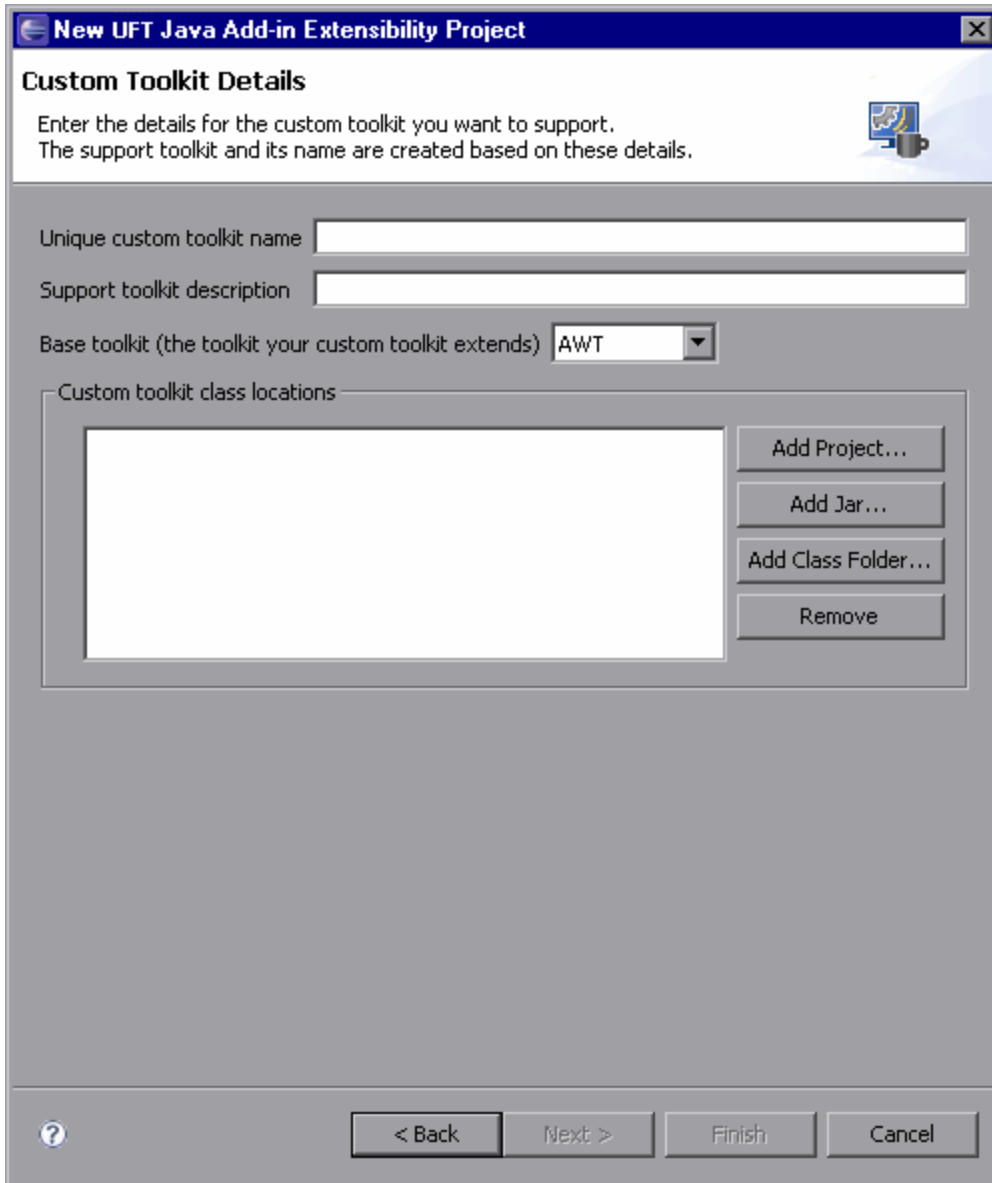 New UFT Java Add-in Extensibility Project
Custom Toolkit Details
Enter the details for the custom toolkit you want to support.
The support toolkit and its name are created based on these details.
Unique custom toolkit name
Support toolkit description
Base toolkit (the toolkit your custom toolkit extends) AWT
Custom toolkit class locations
Add Project...
Add Jar...
Add Class Folder...
Remove
? < Back Next > Finish Cancel